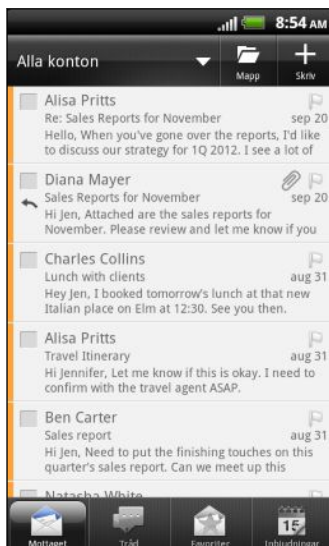 8:54 AM
Alla konton
Mapp
Skriv
Alisa Pritts
Re: Sales Reports for November sep 20
Hello, When you've gone over the reports, I'd like
to discuss our strategy for 1Q 2012. I see a lot of
Diana Mayer
Sales Reports for November sep 20
Hi Jen, Attached are the sales reports for
November. Please review and let me know if you
Charles Collins
Lunch with clients aug 31
Hey Jen, I booked tomorrow's lunch at that new
Italian place on Elm at 12:30. See you then.
Alisa Pritts
Travel Itinerary aug 31
Hi Jennifer, Let me know if this is okay. I need to
confirm with the travel agent ASAP.
Ben Carter
Sales report aug 31
Hi Jen, Need to put the finishing touches on this
quarter's sales report. Can we meet up this
Natasha White
15
Mottaget Tråd Favoriter Inbjudningar